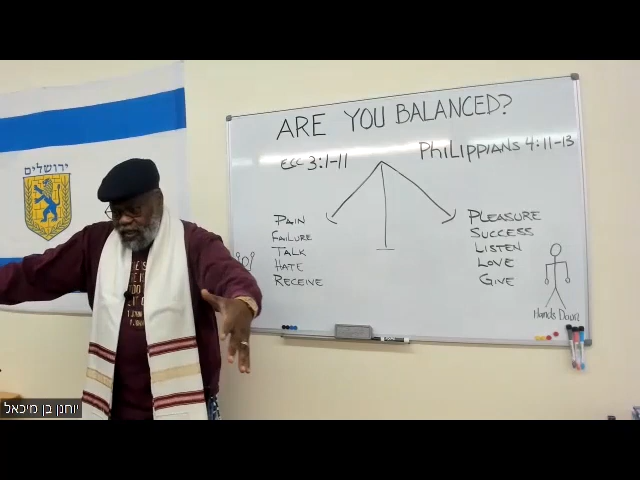 ARE YOU BALANCED?
ECC 3:1-11
PHILIPPIANS 4:11-13
PAIN
FAILURE
TALK
HATE
RECEIVE
PLEASURE
SUCCESS
LISTEN
LOVE
GIVE
Hands Down
ירושלים
יוחנן בן מיכאל